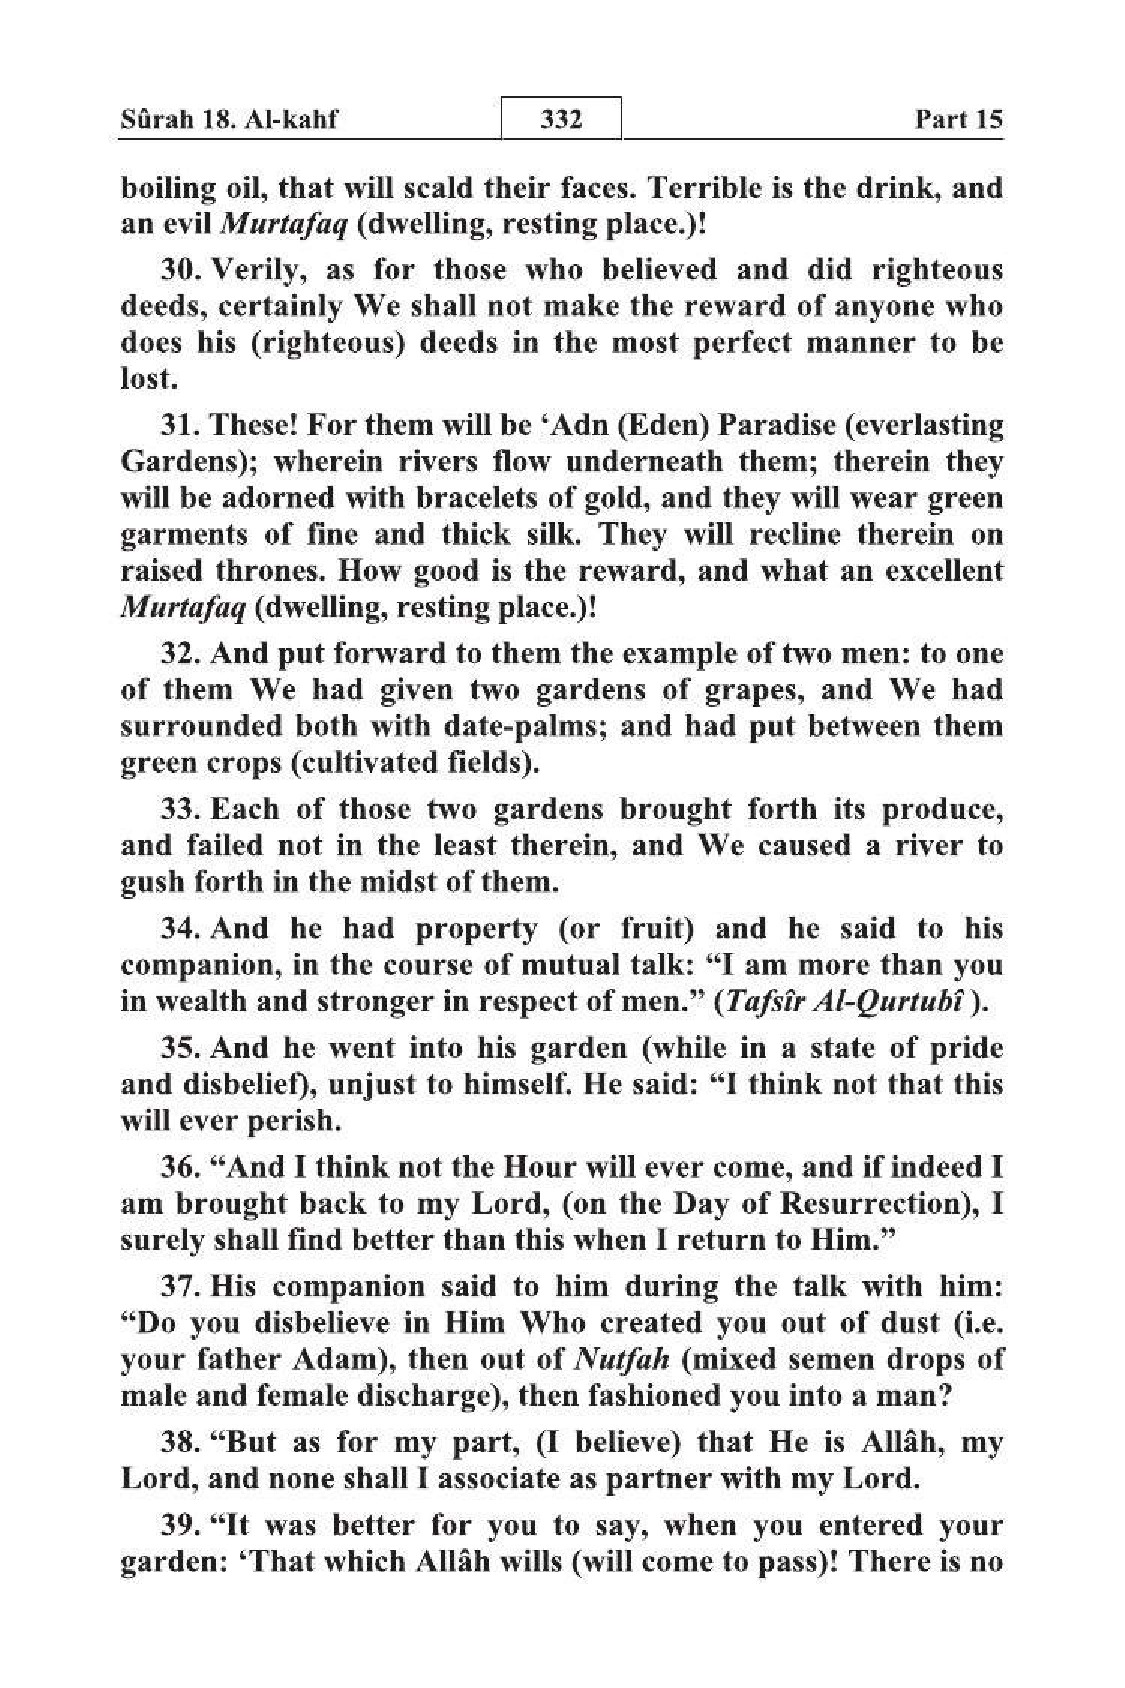 Sûrah 18. Al-kahf 332 Part 15
boiling oil, that will scald their faces. Terrible is the drink, and
an evil Murtafaq (dwelling, resting place.)!
30. Verily, as for those who believed and did righteous
deeds, certainly We shall not make the reward of anyone who
does his (righteous) deeds in the most perfect manner to be
lost.
31. These! For them will be ‘Adn (Eden) Paradise (everlasting
Gardens); wherein rivers flow underneath them; therein they
will be adorned with bracelets of gold, and they will wear green
garments of fine and thick silk. They will recline therein on
raised thrones. How good is the reward, and what an excellent
Murtafaq (dwelling, resting place.)!
32. And put forward to them the example of two men: to one
of them We had given two gardens of grapes, and We had
surrounded both with date-palms; and had put between them
green crops (cultivated fields).
33. Each of those two gardens brought forth its produce,
and failed not in the least therein, and We caused a river to
gush forth in the midst of them.
34. And he had property (or fruit) and he said to his
companion, in the course of mutual talk: “I am more than you
in wealth and stronger in respect of men.” (Tafsîr Al-Qurtubî ).
35. And he went into his garden (while in a state of pride
and disbelief), unjust to himself. He said: “I think not that this
will ever perish.
36. “And I think not the Hour will ever come, and if indeed I
am brought back to my Lord, (on the Day of Resurrection), I
surely shall find better than this when I return to Him.”
37. His companion said to him during the talk with him:
“Do you disbelieve in Him Who created you out of dust (i.e.
your father Adam), then out of Nutfah (mixed semen drops of
male and female discharge), then fashioned you into a man?
38. “But as for my part, (I believe) that He is Allâh, my
Lord, and none shall I associate as partner with my Lord.
39. “It was better for you to say, when you entered your
garden: ‘That which Allâh wills (will come to pass)! There is no